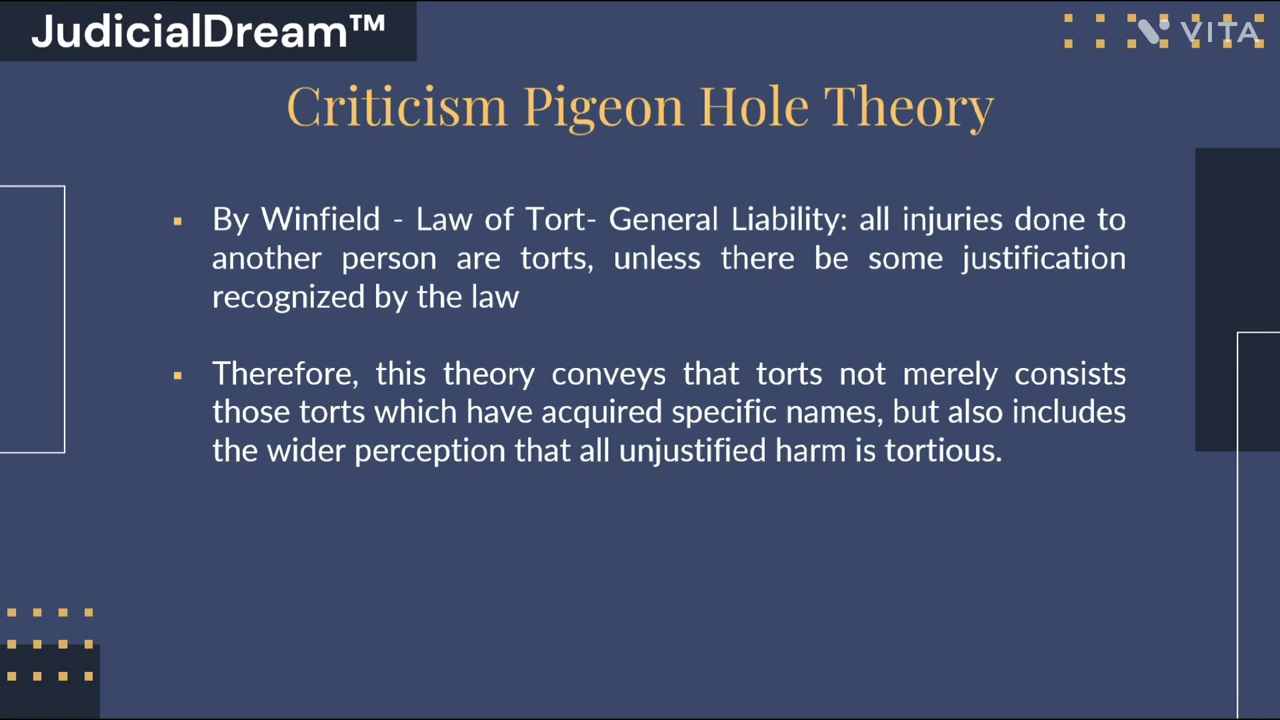 JudicialDream™
VITA
Criticism Pigeon Hole Theory
▪ By Winfield - Law of Tort- General Liability: all injuries done to
another person are torts, unless there be some justification
recognized by the law
▪ Therefore, this theory conveys that torts not merely consists
those torts which have acquired specific names, but also includes
the wider perception that all unjustified harm is tortious.